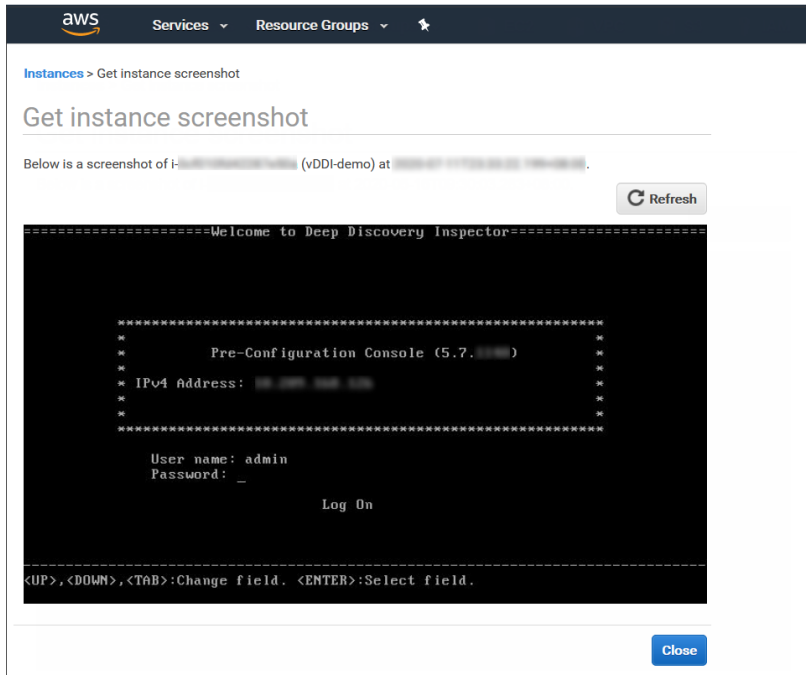 aws Services Resource Groups
Instances > Get instance screenshot
Get instance screenshot
Below is a screenshot of i- (vDDI-demo) at .
Refresh
======================Welcome to Deep Discovery Inspector=======================
*********************************************************
* *
* Pre-Configuration Console (5.7. ) *
* *
* IPv4 Address: *
* *
* *
*********************************************************
User name: admin
Password: _
Log On
--------------------------------------------------------------------------------
<UP>,<DOWN>,<TAB>:Change field. <ENTER>:Select field.
Close